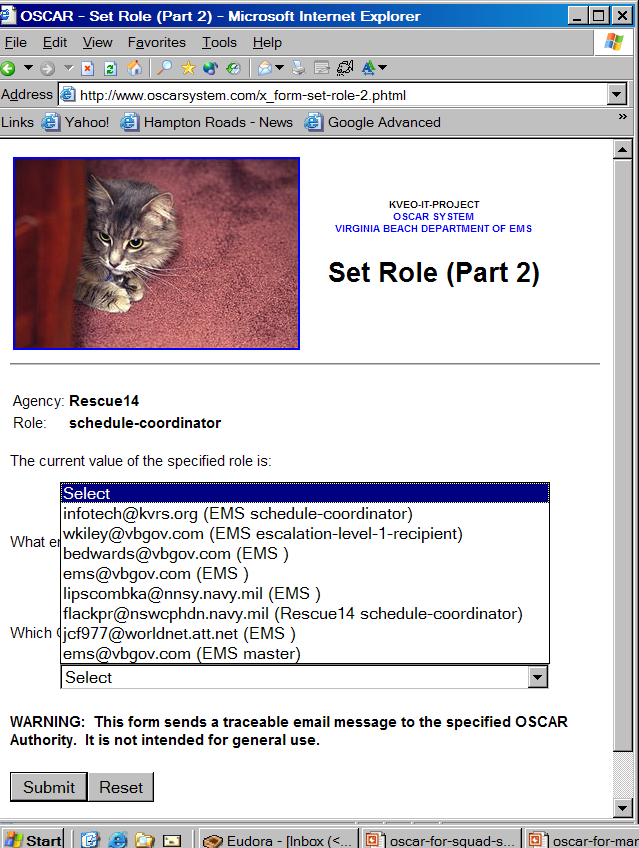 OSCAR - Set Role (Part 2) - Microsoft Internet Explorer
File Edit View Favorites Tools Help
Address http://www.oscarsystem.com/x_form-set-role-2.phtml
Links Yahoo! Hampton Roads - News Google Advanced »
KVEO-IT-PROJECT
OSCAR SYSTEM
VIRGINIA BEACH DEPARTMENT OF EMS
Set Role (Part 2)
Agency: Rescue14
Role: schedule-coordinator
The current value of the specified role is:
Select
infotech@kvrs.org (EMS schedule-coordinator)
wkiley@vbgov.com (EMS escalation-level-1-recipient)
What
bedwards@vbgov.com (EMS )
ems@vbgov.com (EMS )
lipscombka@nnsy.navy.mil (EMS )
flackpr@nswcphdn.navy.mil (Rescue14 schedule-coordinator)
Which
jcf977@worldnet.att.net (EMS )
ems@vbgov.com (EMS master)
Select
WARNING: This form sends a traceable email message to the specified OSCAR
Authority. It is not intended for general use.
Submit Reset
Start Eudora - [Inbox (<... oscar-for-squad-s... oscar-for-ma